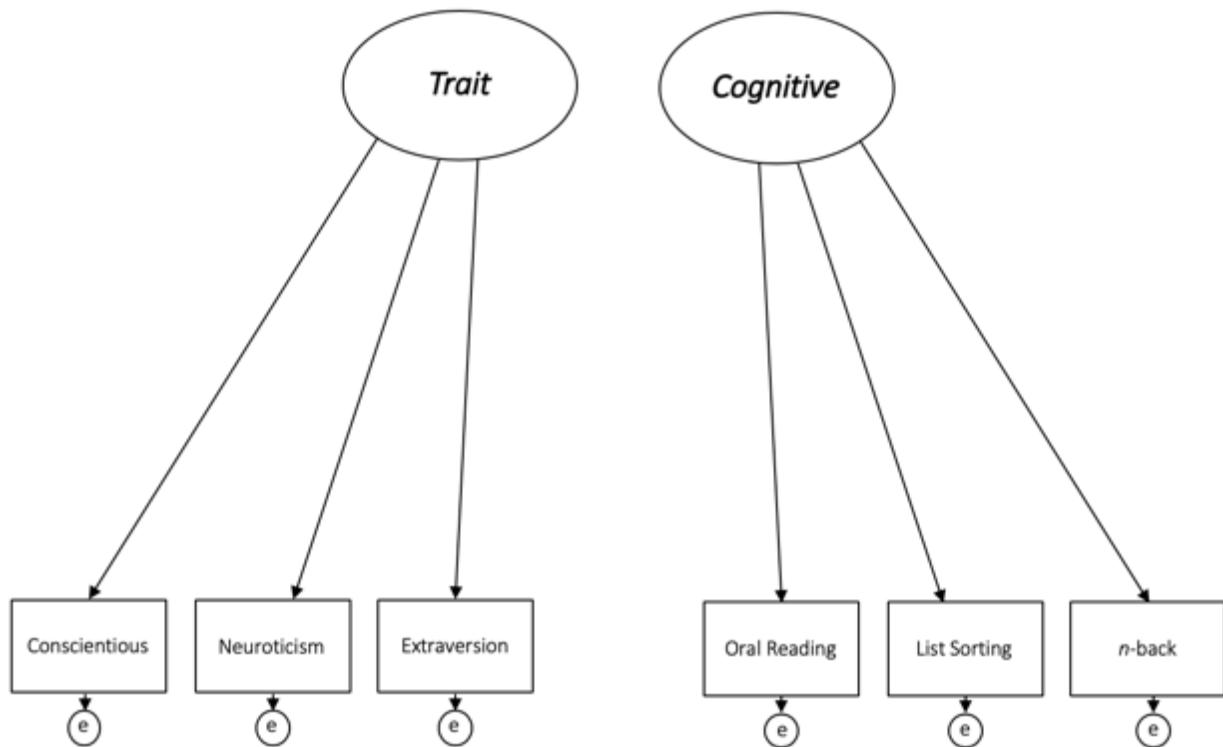 Trait
Cognitive
Conscientious
Neuroticism
Extraversion
Oral Reading
List Sorting
n-back
e
e
e
e
e
e